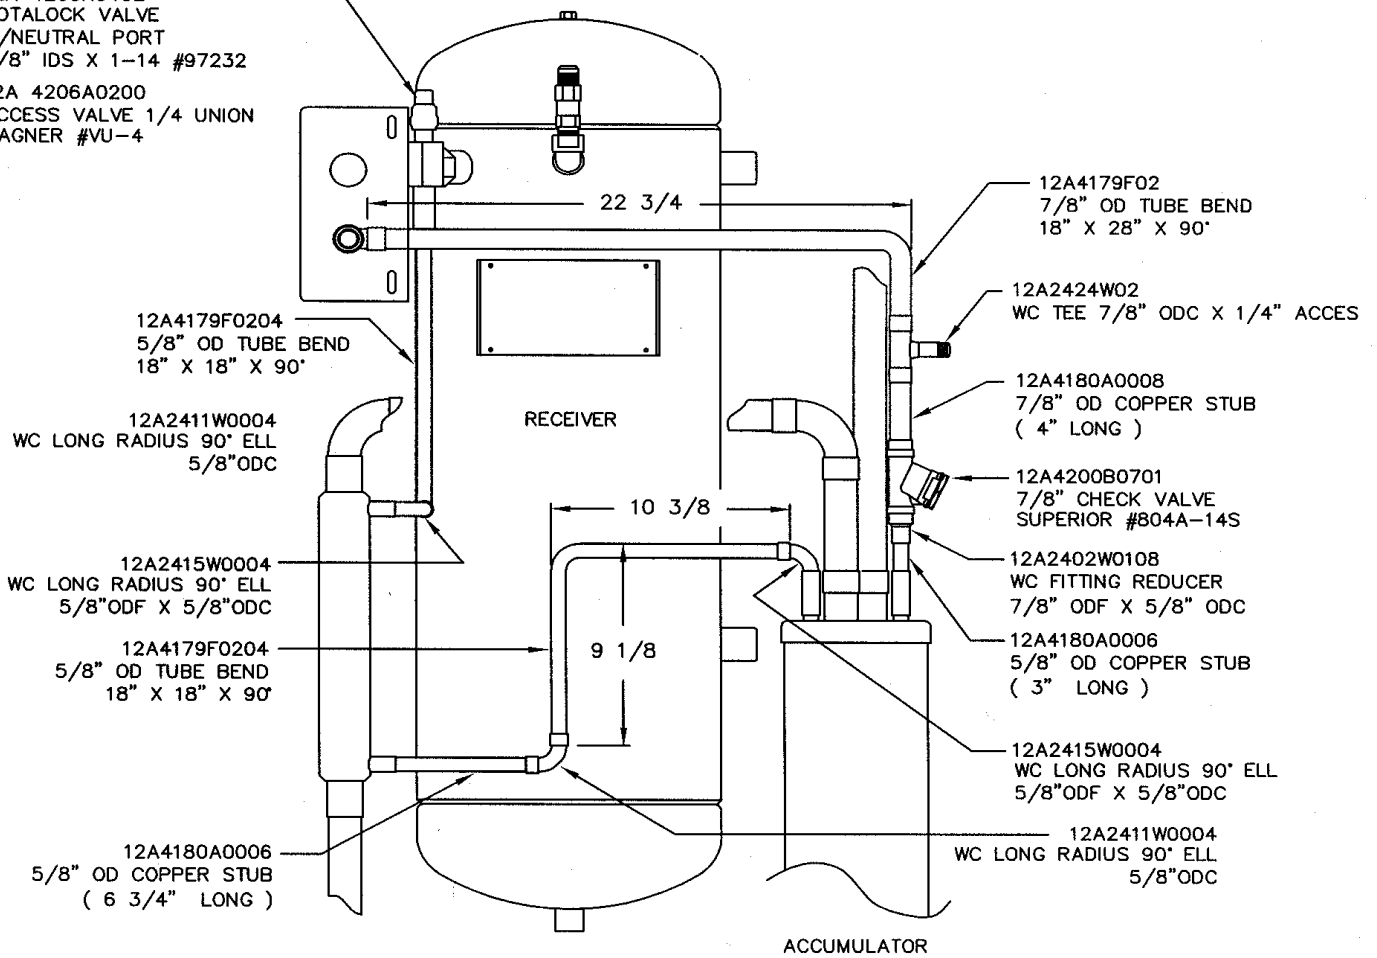 VALVE
/NEUTRAL PORT
/8" IDS X 1-14 #97232
2A 4206A0200
CCESS VALVE 1/4 UNION
AGNER #VU-4
22 3/4
12A4179F02
7/8" OD TUBE BEND
18" X 28" X 90°
12A2424W02
WC TEE 7/8" ODC X 1/4" ACCES
12A4179F0204
5/8" OD TUBE BEND
18" X 18" X 90°
12A4180A0008
7/8" OD COPPER STUB
( 4" LONG )
12A2411W0004
WC LONG RADIUS 90° ELL
5/8"ODC
RECEIVER
12A4200B0701
7/8" CHECK VALVE
SUPERIOR #804A-14S
10 3/8
12A2415W0004
WC LONG RADIUS 90° ELL
5/8"ODF X 5/8"ODC
12A2402W0108
WC FITTING REDUCER
7/8" ODF X 5/8" ODC
12A4179F0204
5/8" OD TUBE BEND
18" X 18" X 90°
9 1/8
12A4180A0006
5/8" OD COPPER STUB
( 3" LONG )
12A2415W0004
WC LONG RADIUS 90° ELL
5/8"ODF X 5/8"ODC
12A4180A0006
5/8" OD COPPER STUB
( 6 3/4" LONG )
12A2411W0004
WC LONG RADIUS 90° ELL
5/8"ODC
ACCUMULATOR